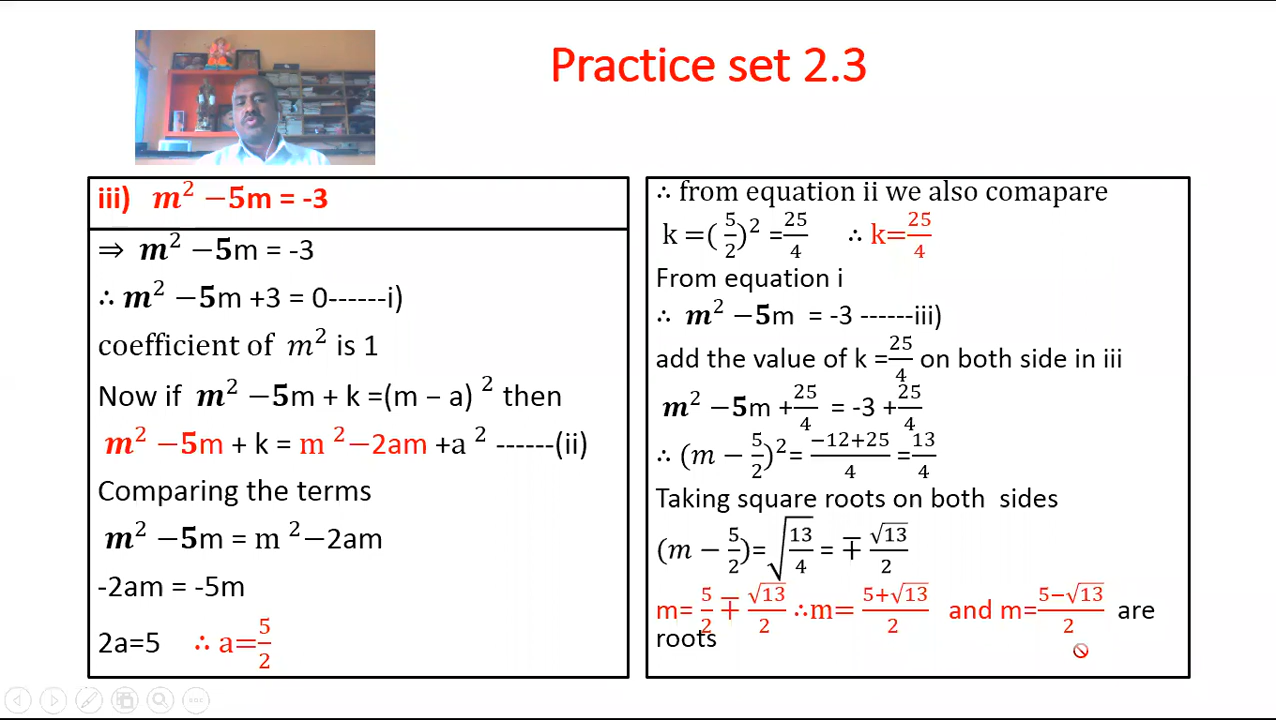 Practice set 2.3
iii) m² −5m = -3
⇒ m² −5m = -3
∴ m² −5m +3 = 0------i)
coefficient of m² is 1
Now if m² −5m + k =(m − a) ² then
m² −5m + k = m ²−2am +a ² ------(ii)
Comparing the terms
m² −5m = m ²−2am
-2am = -5m
2a=5 ∴ a=5/2
∴ from equation ii we also comapare
k =( 5/2 )² =25/4 ∴ k=25/4
From equation i
∴ m² −5m = -3 ------iii)
add the value of k =25/4 on both side in iii
m² −5m +25/4 = -3 +25/4
∴ (m − 5/2)²= −12+25/4 =13/4
Taking square roots on both sides
(m − 5/2)=√13/4 = ∓ √13/2
m= 5/2 ∓ √13/2 ∴m= 5+√13/2 and m=5−√13/2 are
roots